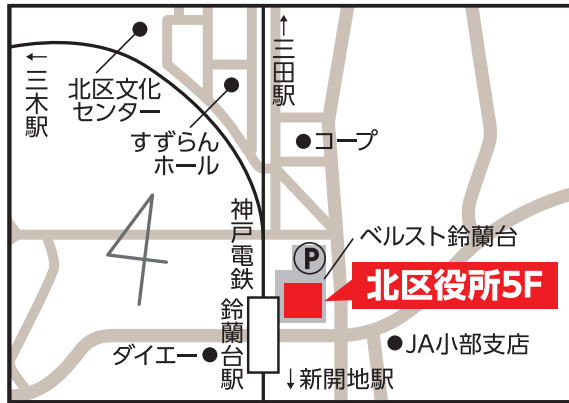 ↑三田駅
←三木駅
北区文化
センター
すずらん
ホール
コープ
神戸電鉄
ベルスト鈴蘭台
P
北区役所5F
鈴蘭台駅
ダイエー
JA小部支店
↓新開地駅